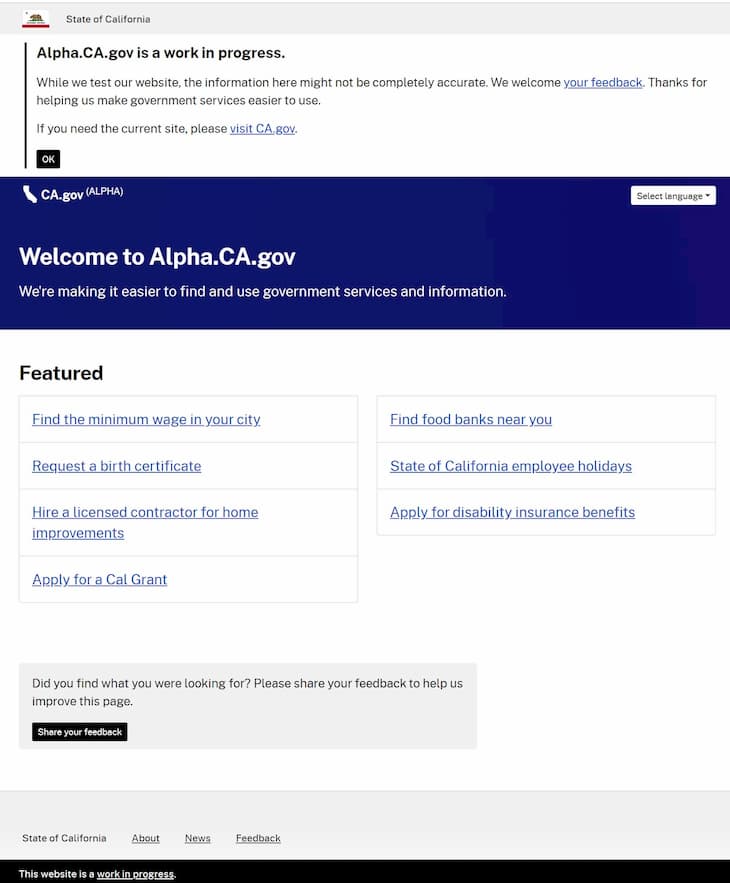 State of California
Alpha.CA.gov is a work in progress.
While we test our website, the information here might not be completely accurate. We welcome your feedback. Thanks for
helping us make government services easier to use.
If you need the current site, please visit CA.gov.
OK
CA.gov (ALPHA)
Select language
Welcome to Alpha.CA.gov
We're making it easier to find and use government services and information.
Featured
Find the minimum wage in your city
Request a birth certificate
Hire a licensed contractor for home
improvements
Apply for a Cal Grant
Find food banks near you
State of California employee holidays
Apply for disability insurance benefits
Did you find what you were looking for? Please share your feedback to help us
improve this page.
Share your feedback
State of California
About
News
Feedback
This website is a work in progress.